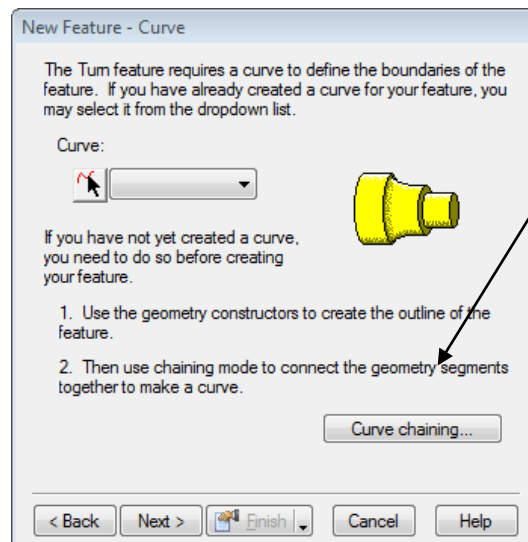 New Feature - Curve
The Turn feature requires a curve to define the boundaries of the
feature. If you have already created a curve for your feature, you
may select it from the dropdown list.
Curve:
If you have not yet created a curve,
you need to do so before creating
your feature.
1. Use the geometry constructors to create the outline of the
feature.
2. Then use chaining mode to connect the geometry segments
together to make a curve.
Curve chaining...
< Back
Next >
Finish
Cancel
Help